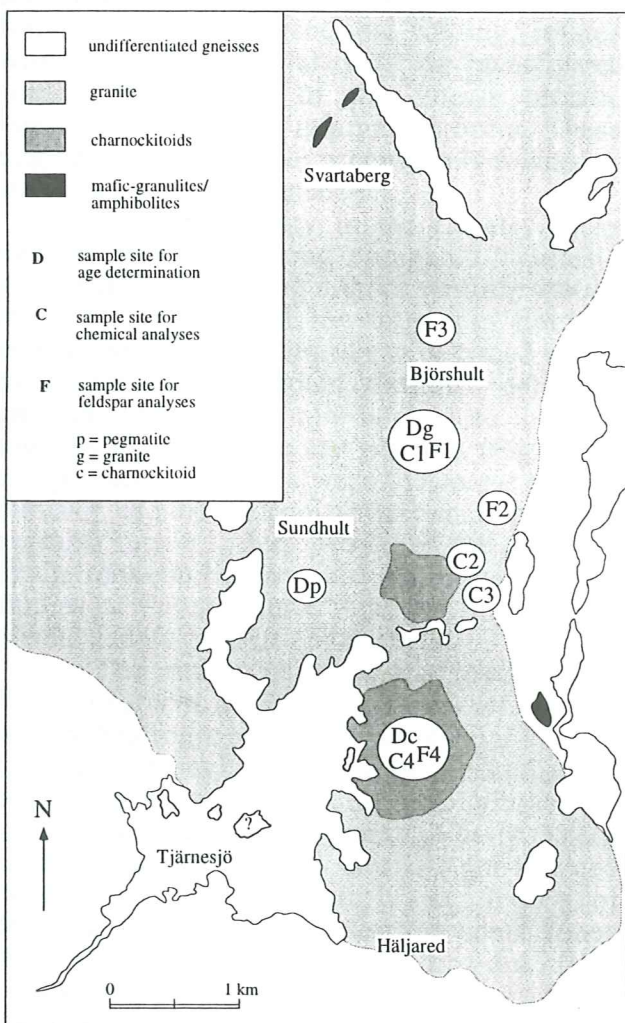 undifferentiated gneisses
granite
charnockitoids
mafic-granulites/
amphibolites
D sample site for
age determination
C sample site for
chemical analyses
F sample site for
feldspar analyses
p = pegmatite
g = granite
c = charnockitoid
Svartaberg
F3
Björshult
Dg
C1 F1
F2
Sundhult
C2
Dp
C3
Dc
C4 F4
N
?
Tjärnesjö
Häljared
0 1 km